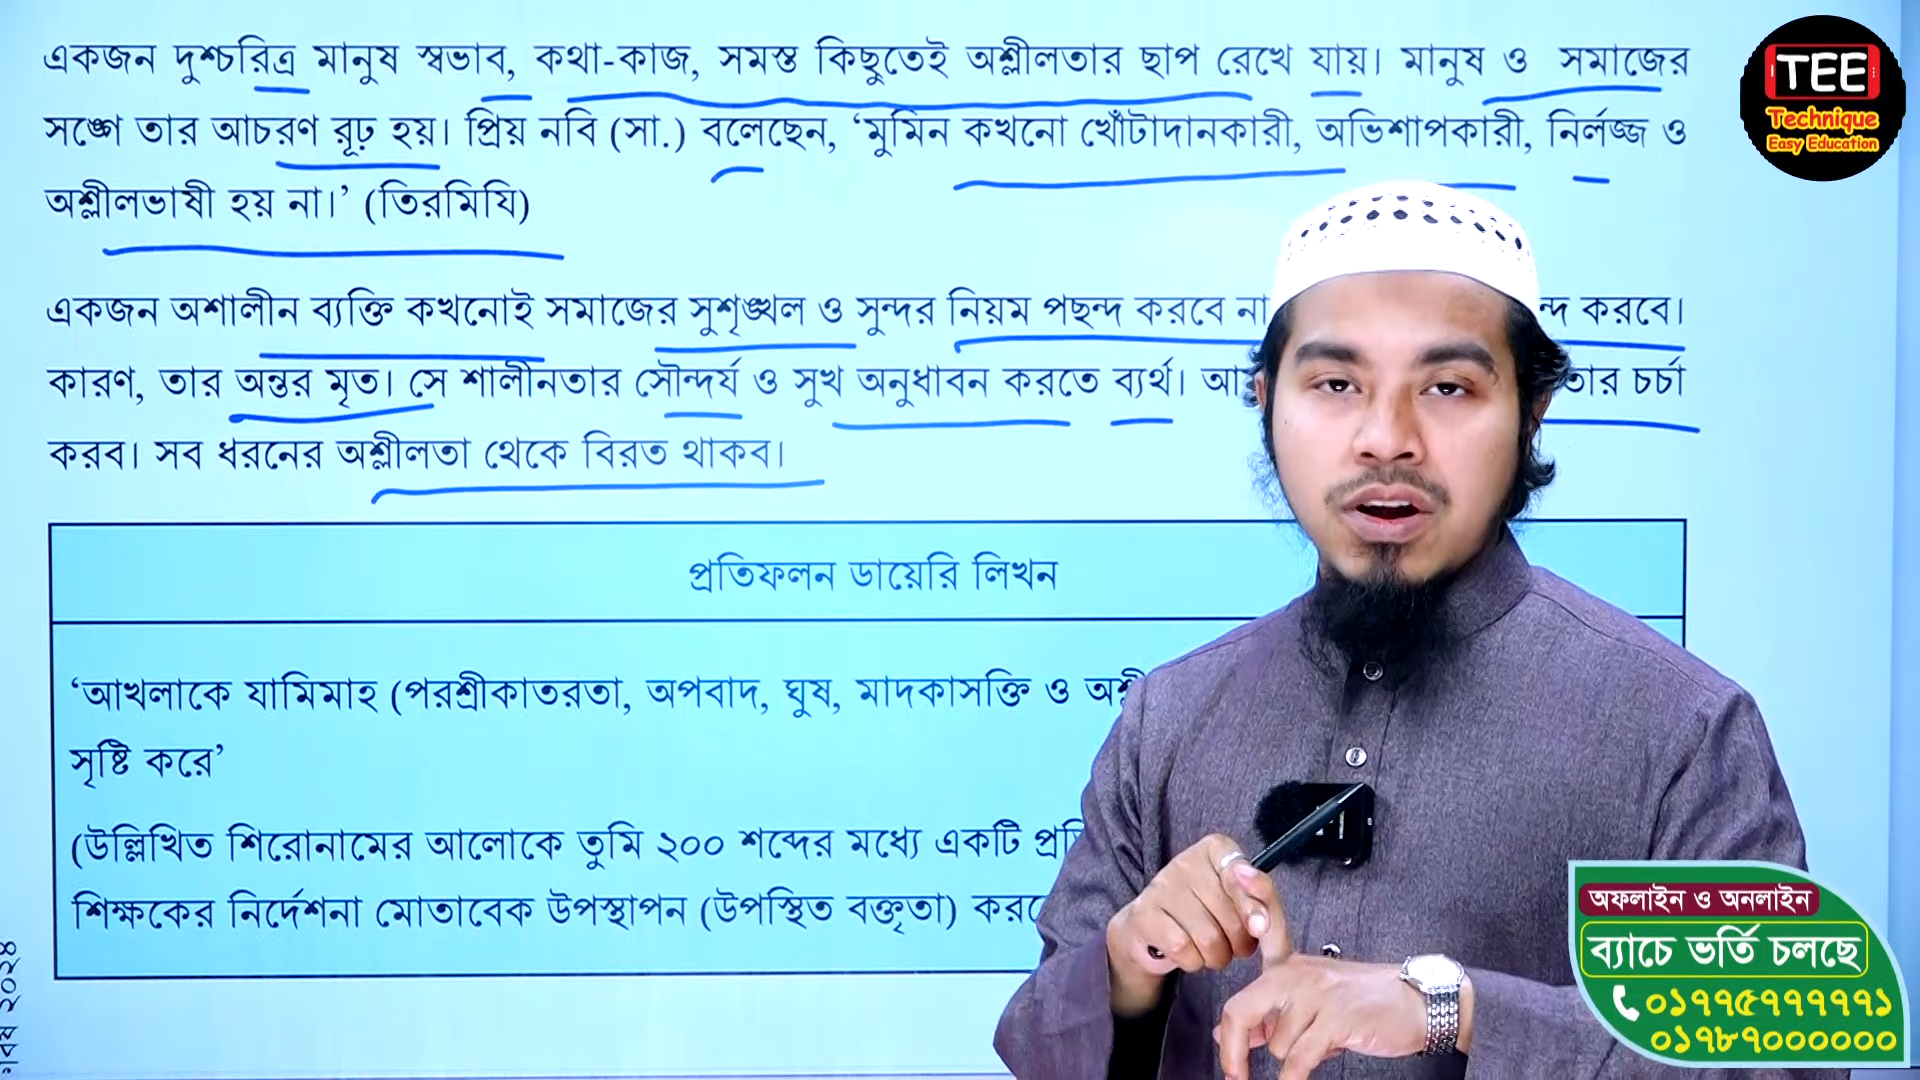 একজন দুশ্চরিত্র মানুষ স্বভাব, কথা-কাজ, সমস্ত কিছুতেই অশ্লীলতার ছাপ রেখে যায়। মানুষ ও সমাজের
সঙ্গে তার আচরণ রূঢ় হয়। প্রিয় নবি (সা.) বলেছেন, ‘মুমিন কখনো খোঁটাদানকারী, অভিশাপকারী, নির্লজ্জ ও
অশ্লীলভাষী হয় না।’ (তিরমিযি)
একজন অশালীন ব্যক্তি কখনোই সমাজের সুশৃঙ্খল ও সুন্দর নিয়ম পছন্দ করবে না করবে।
কারণ, তার অন্তর মৃত। সে শালীনতার সৌন্দর্য ও সুখ অনুধাবন করতে ব্যর্থ। চর্চা
করব। সব ধরনের অশ্লীলতা থেকে বিরত থাকব।
প্রতিফলন ডায়েরি লিখন
‘আখলাকে যামিমাহ (পরশ্রীকাতরতা, অপবাদ, ঘুষ, মাদকাসক্তি ও
সৃষ্টি করে’
(উল্লিখিত শিরোনামের আলোকে তুমি ২০০ শব্দের মধ্যে একটি
শিক্ষকের নির্দেশনা মোতাবেক উপস্থাপন (উপস্থিত বক্তৃতা)
২০২৪
TEE
Technique
Easy Education
অফলাইন ও অনলাইন
ব্যাচে ভর্তি চলছে
০১৭৭৫৭৭৭৭৭১
০১৭৮৭০০০০০০